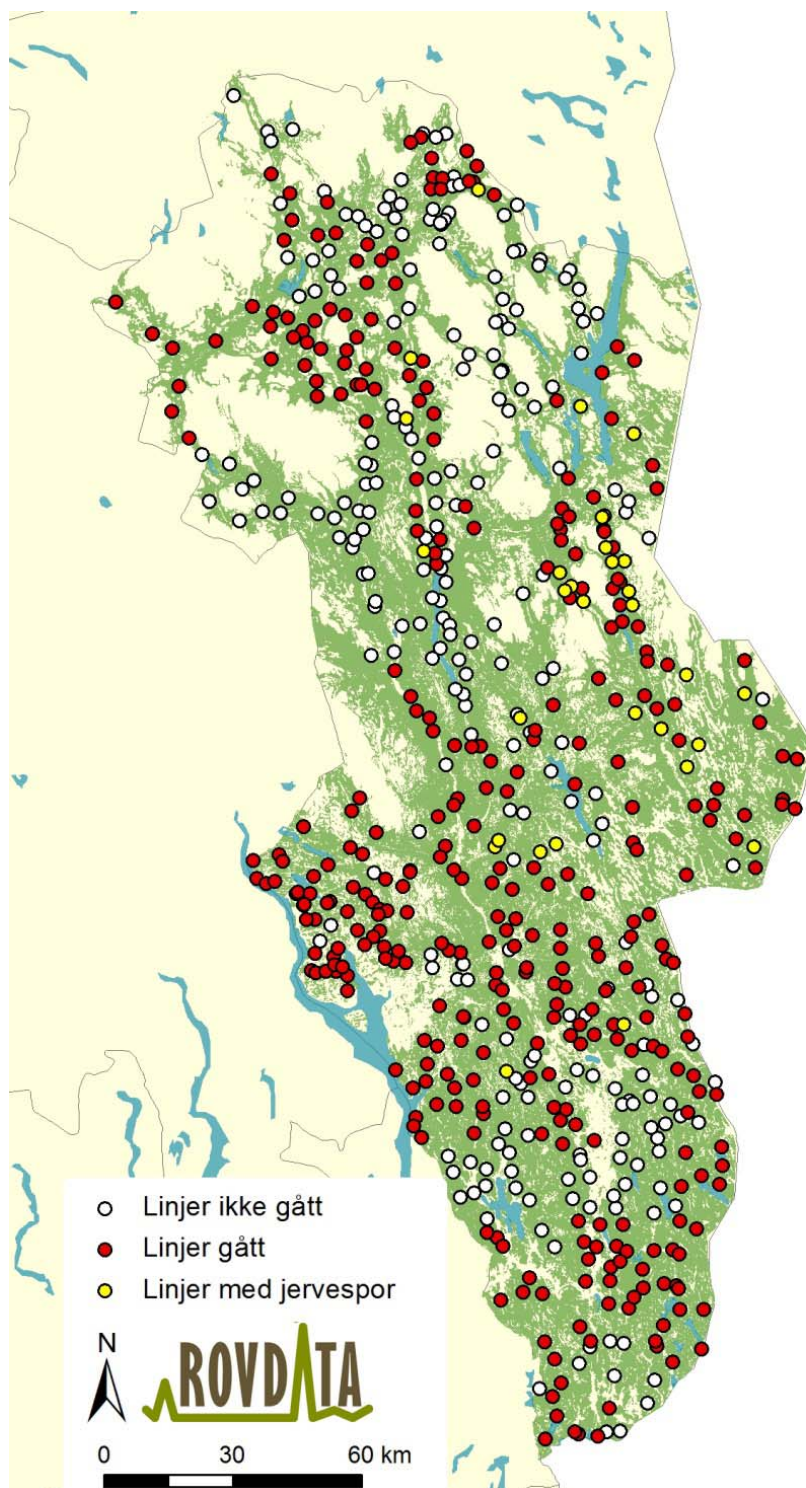 Linjer ikke gått
Linjer gått
Linjer med jervespor
N
ROVDATA
0 30 60 km